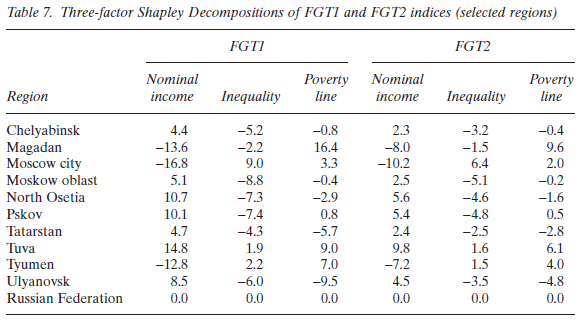 Table 7. Three-factor Shapley Decompositions of FGT1 and FGT2 indices (selected regions)
FGT1 FGT2
Nominal Poverty Nominal Poverty
Region income Inequality line income Inequality line
Chelyabinsk 4.4 –5.2 –0.8 2.3 –3.2 –0.4
Magadan –13.6 –2.2 16.4 –8.0 –1.5 9.6
Moscow city –16.8 9.0 3.3 –10.2 6.4 2.0
Moskow oblast 5.1 –8.8 –0.4 2.5 –5.1 –0.2
North Osetia 10.7 –7.3 –2.9 5.6 –4.6 –1.6
Pskov 10.1 –7.4 0.8 5.4 –4.8 0.5
Tatarstan 4.7 –4.3 –5.7 2.4 –2.5 –2.8
Tuva 14.8 1.9 9.0 9.8 1.6 6.1
Tyumen –12.8 2.2 7.0 –7.2 1.5 4.0
Ulyanovsk 8.5 –6.0 –9.5 4.5 –3.5 –4.8
Russian Federation 0.0 0.0 0.0 0.0 0.0 0.0